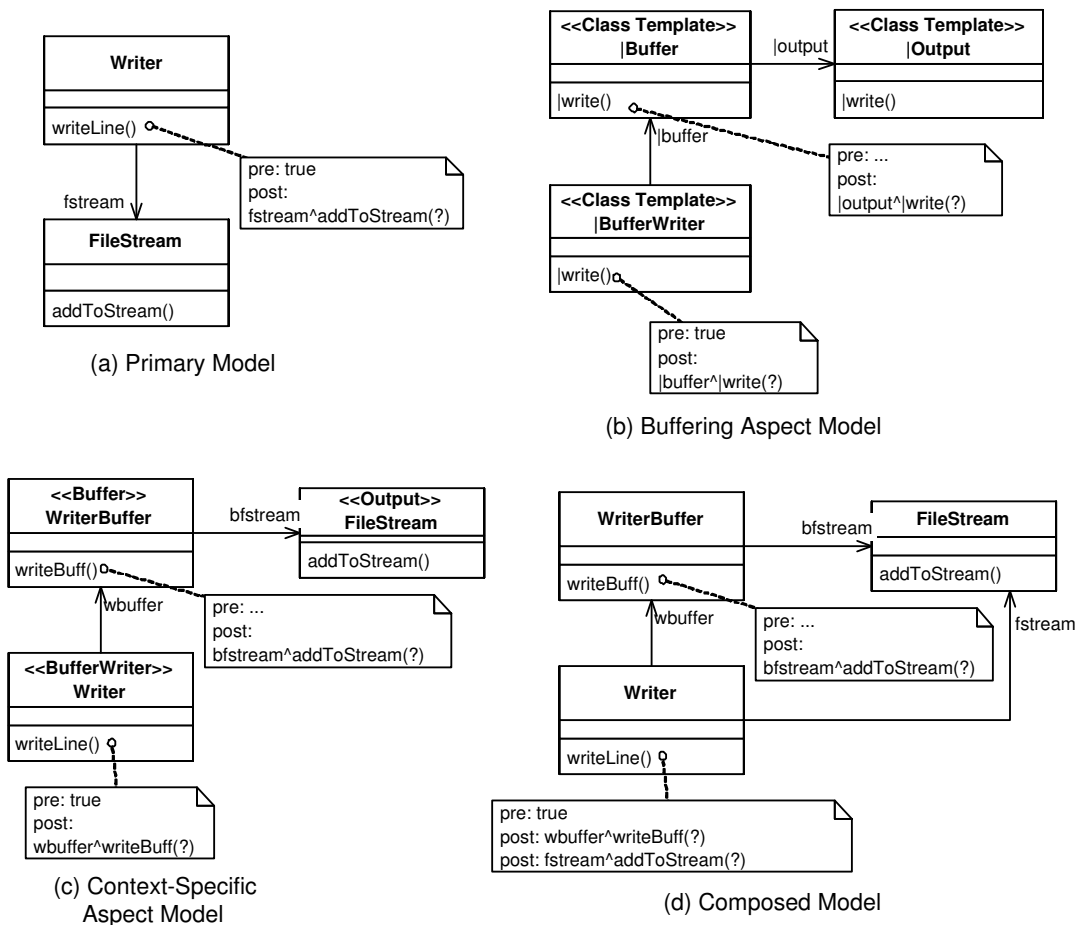 Writer
writeLine()
pre: true
post:
fstream^addToStream(?)
fstream
FileStream
addToStream()
(a) Primary Model
<<Class Template>>
|Buffer
|write()
|output
<<Class Template>>
|Output
|write()
|buffer
pre: ...
post:
|output^|write(?)
<<Class Template>>
|BufferWriter
|write()
pre: true
post:
|buffer^|write(?)
(b) Buffering Aspect Model
<<Buffer>>
WriterBuffer
writeBuff()
bfstream
<<Output>>
FileStream
addToStream()
wbuffer
pre: ...
post:
bfstream^addToStream(?)
<<BufferWriter>>
Writer
writeLine()
pre: true
post:
wbuffer^writeBuff(?)
(c) Context-Specific
Aspect Model
WriterBuffer
writeBuff()
bfstream
FileStream
addToStream()
wbuffer
fstream
pre: ...
post:
bfstream^addToStream(?)
Writer
writeLine()
pre: true
post: wbuffer^writeBuff(?)
post: fstream^addToStream(?)
(d) Composed Model